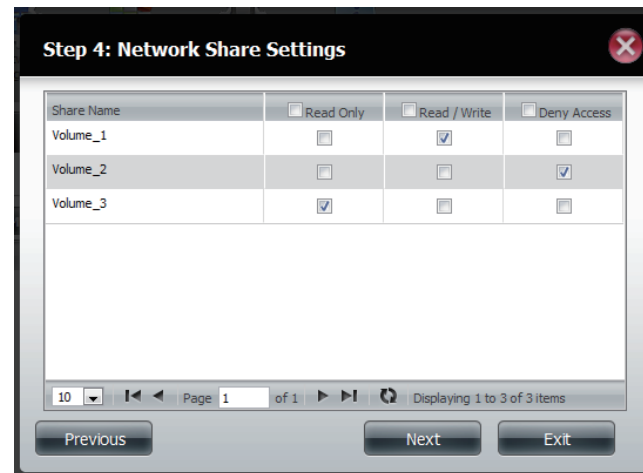 Step 4: Network Share Settings
Share Name Read Only Read / Write Deny Access
Volume_1
Volume_2
Volume_3
10 Page 1 of 1 Displaying 1 to 3 of 3 items
Previous Next Exit